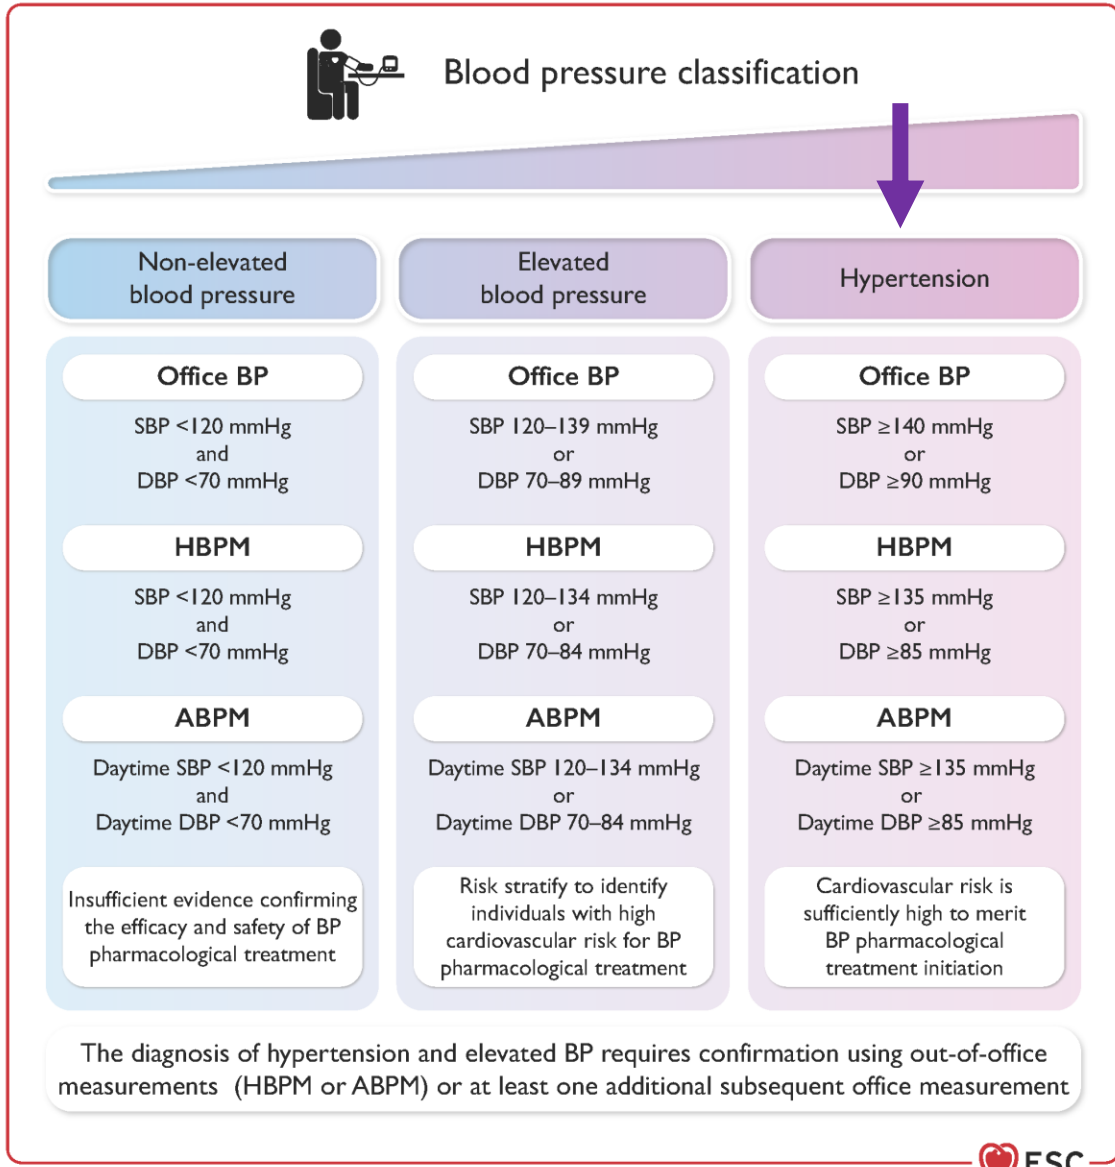 Blood pressure classification
Non-elevated
blood pressure
Elevated
blood pressure
Hypertension
Office BP
SBP <120 mmHg
and
DBP <70 mmHg
HBPM
SBP <120 mmHg
and
DBP <70 mmHg
ABPM
Daytime SBP <120 mmHg
and
Daytime DBP <70 mmHg
Insufficient evidence confirming
the efficacy and safety of BP
pharmacological treatment
Office BP
SBP 120–139 mmHg
or
DBP 70–89 mmHg
HBPM
SBP 120–134 mmHg
or
DBP 70–84 mmHg
ABPM
Daytime SBP 120–134 mmHg
or
Daytime DBP 70–84 mmHg
Risk stratify to identify
individuals with high
cardiovascular risk for BP
pharmacological treatment
Office BP
SBP ≥140 mmHg
or
DBP ≥90 mmHg
HBPM
SBP ≥135 mmHg
or
DBP ≥85 mmHg
ABPM
Daytime SBP ≥135 mmHg
or
Daytime DBP ≥85 mmHg
Cardiovascular risk is
sufficiently high to merit
BP pharmacological
treatment initiation
The diagnosis of hypertension and elevated BP requires confirmation using out-of-office
measurements (HBPM or ABPM) or at least one additional subsequent office measurement
ESC